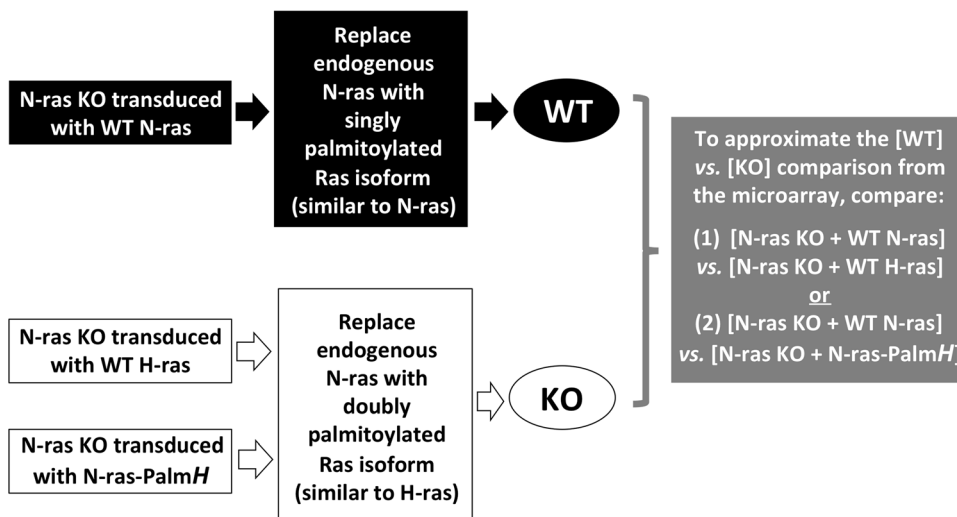 N-ras KO transduced
with WT N-ras
Replace
endogenous
N-ras with
singly
palmitoylated
Ras isoform
(similar to N-ras)
WT
N-ras KO transduced
with WT H-ras
N-ras KO transduced
with N-ras-PalmH
Replace
endogenous
N-ras with
doubly
palmitoylated
Ras isoform
(similar to H-ras)
KO
To approximate the [WT]
vs. [KO] comparison from
the microarray, compare:
(1) [N-ras KO + WT N-ras]
vs. [N-ras KO + WT H-ras]
or
(2) [N-ras KO + WT N-ras]
vs. [N-ras KO + N-ras-PalmH]